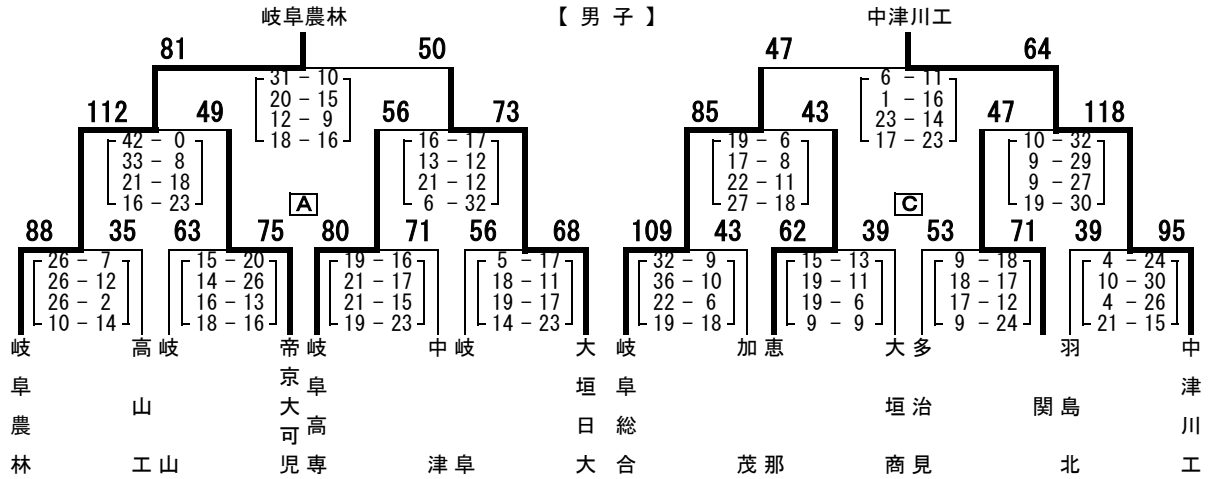 岐阜農林 【 男 子 】 中津川工
81 50 47 64
31 - 10 6 - 11
20 - 15 1 - 16
12 - 9 23 - 14
18 - 16 17 - 23
112 49 56 73 85 43 47 118
42 - 0 16 - 17 19 - 6 10 - 32
33 - 8 13 - 12 17 - 8 9 - 29
21 - 18 21 - 12 22 - 11 9 - 27
16 - 23 6 - 32 27 - 18 19 - 30
A C
88 35 63 75 80 71 56 68 109 43 62 39 53 71 39 95
26 - 7 15 - 20 19 - 16 5 - 17 32 - 9 15 - 13 9 - 18 4 - 24
26 - 12 14 - 26 21 - 17 18 - 11 36 - 10 19 - 11 18 - 17 10 - 30
26 - 2 16 - 13 21 - 15 19 - 17 22 - 6 19 - 6 17 - 12 4 - 26
10 - 14 18 - 16 19 - 23 14 - 23 19 - 18 9 - 9 9 - 24 21 - 15
岐阜農林
高山工
岐山
帝京大可児
岐阜高専
中津
岐阜
大垣日大
岐阜総合
加茂
恵那
大垣商
多治見
関
羽島北
中津川工